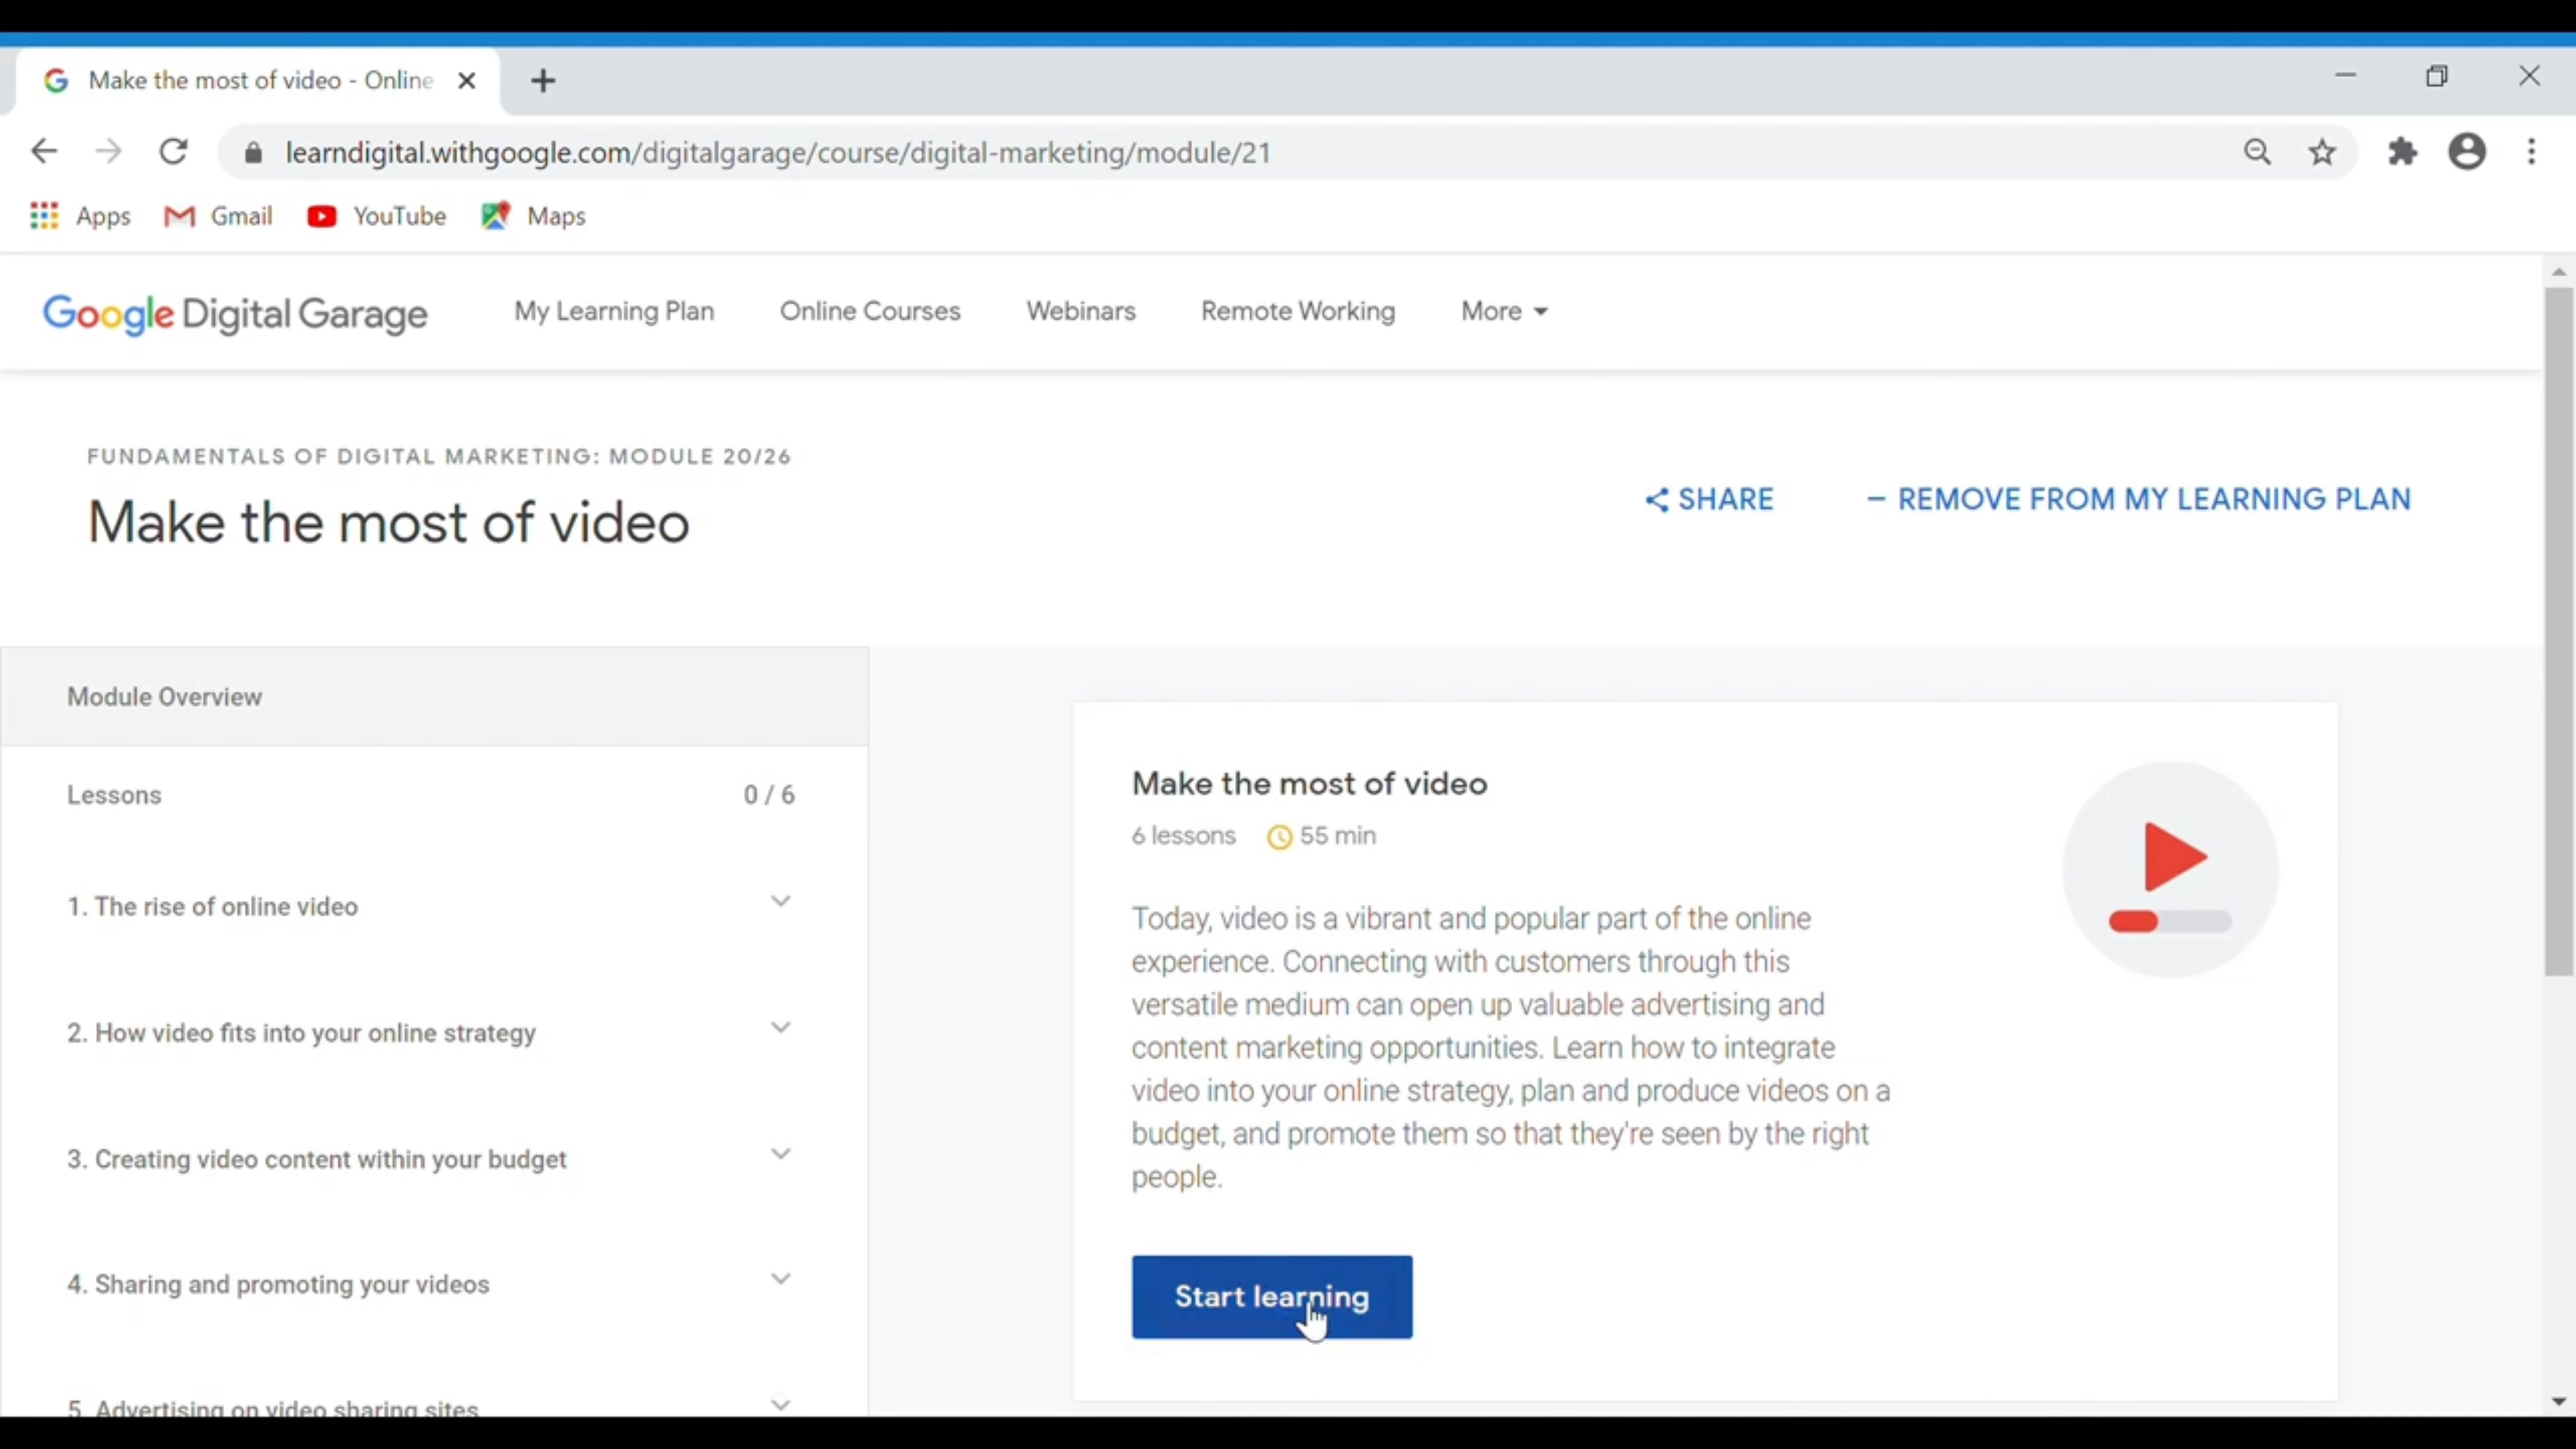 Make the most of video - Online
learndigital.withgoogle.com/digitalgarage/course/digital-marketing/module/21
Apps Gmail YouTube Maps
Google Digital Garage My Learning Plan Online Courses Webinars Remote Working More
FUNDAMENTALS OF DIGITAL MARKETING: MODULE 20/26
Make the most of video
SHARE
– REMOVE FROM MY LEARNING PLAN
Module Overview
Lessons 0 / 6
1. The rise of online video
2. How video fits into your online strategy
3. Creating video content within your budget
4. Sharing and promoting your videos
5. Advertising on video sharing sites
Make the most of video
6 lessons 55 min
Today, video is a vibrant and popular part of the online
experience. Connecting with customers through this
versatile medium can open up valuable advertising and
content marketing opportunities. Learn how to integrate
video into your online strategy, plan and produce videos on a
budget, and promote them so that they're seen by the right
people.
Start learning